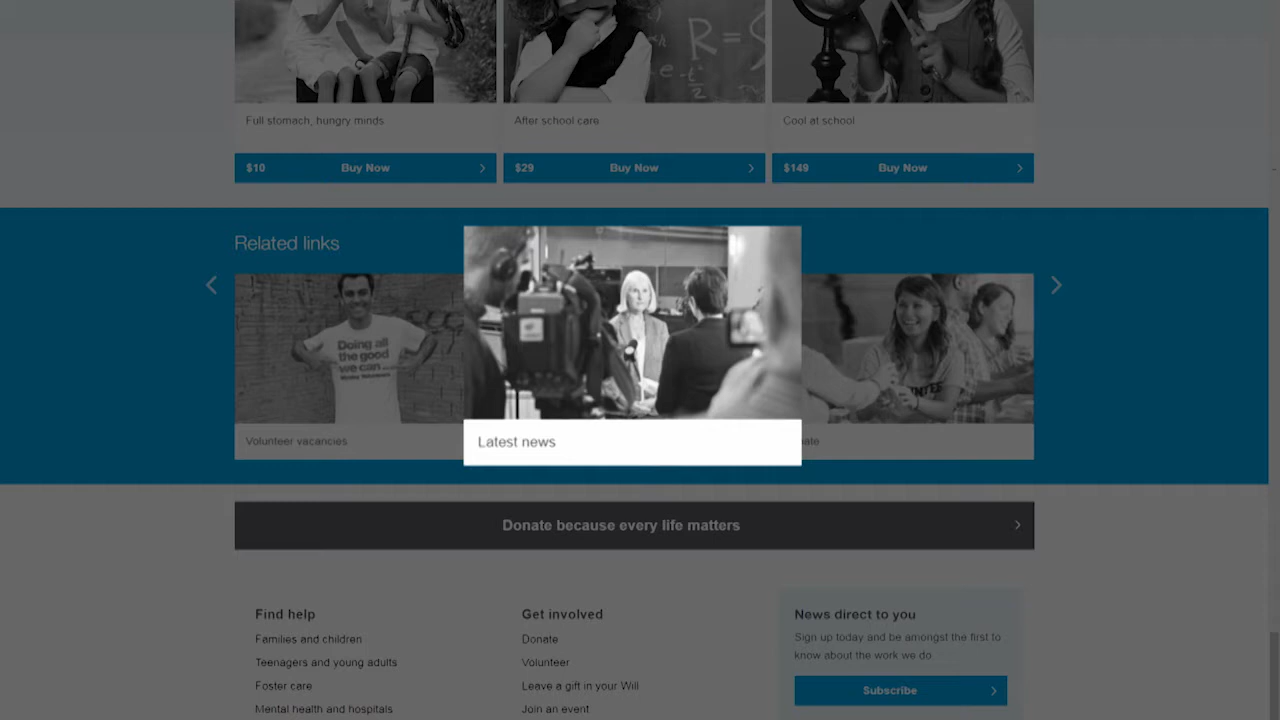 R = S
Full stomach, hungry minds
After school care
Cool at school
$10 Buy Now
$29 Buy Now
$149 Buy Now
Related links
Doing all
the good
we can
Volunteer vacancies
Latest news
Donate because every life matters
Find help
Families and children
Teenagers and young adults
Foster care
Mental health and hospitals
Get involved
Donate
Volunteer
Leave a gift in your Will
Join an event
News direct to you
Sign up today and be amongst the first to
know about the work we do
Subscribe